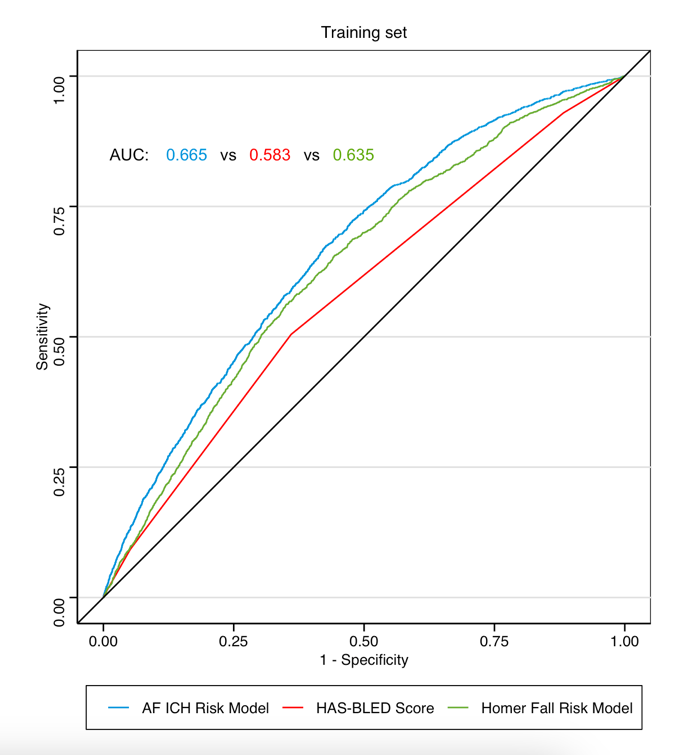 Training set
AUC: 0.665 vs 0.583 vs 0.635
Sensitivity
1.00
0.75
0.50
0.25
0.00
0.00 0.25 0.50 0.75 1.00
1 - Specificity
AF ICH Risk Model HAS-BLED Score Homer Fall Risk Model